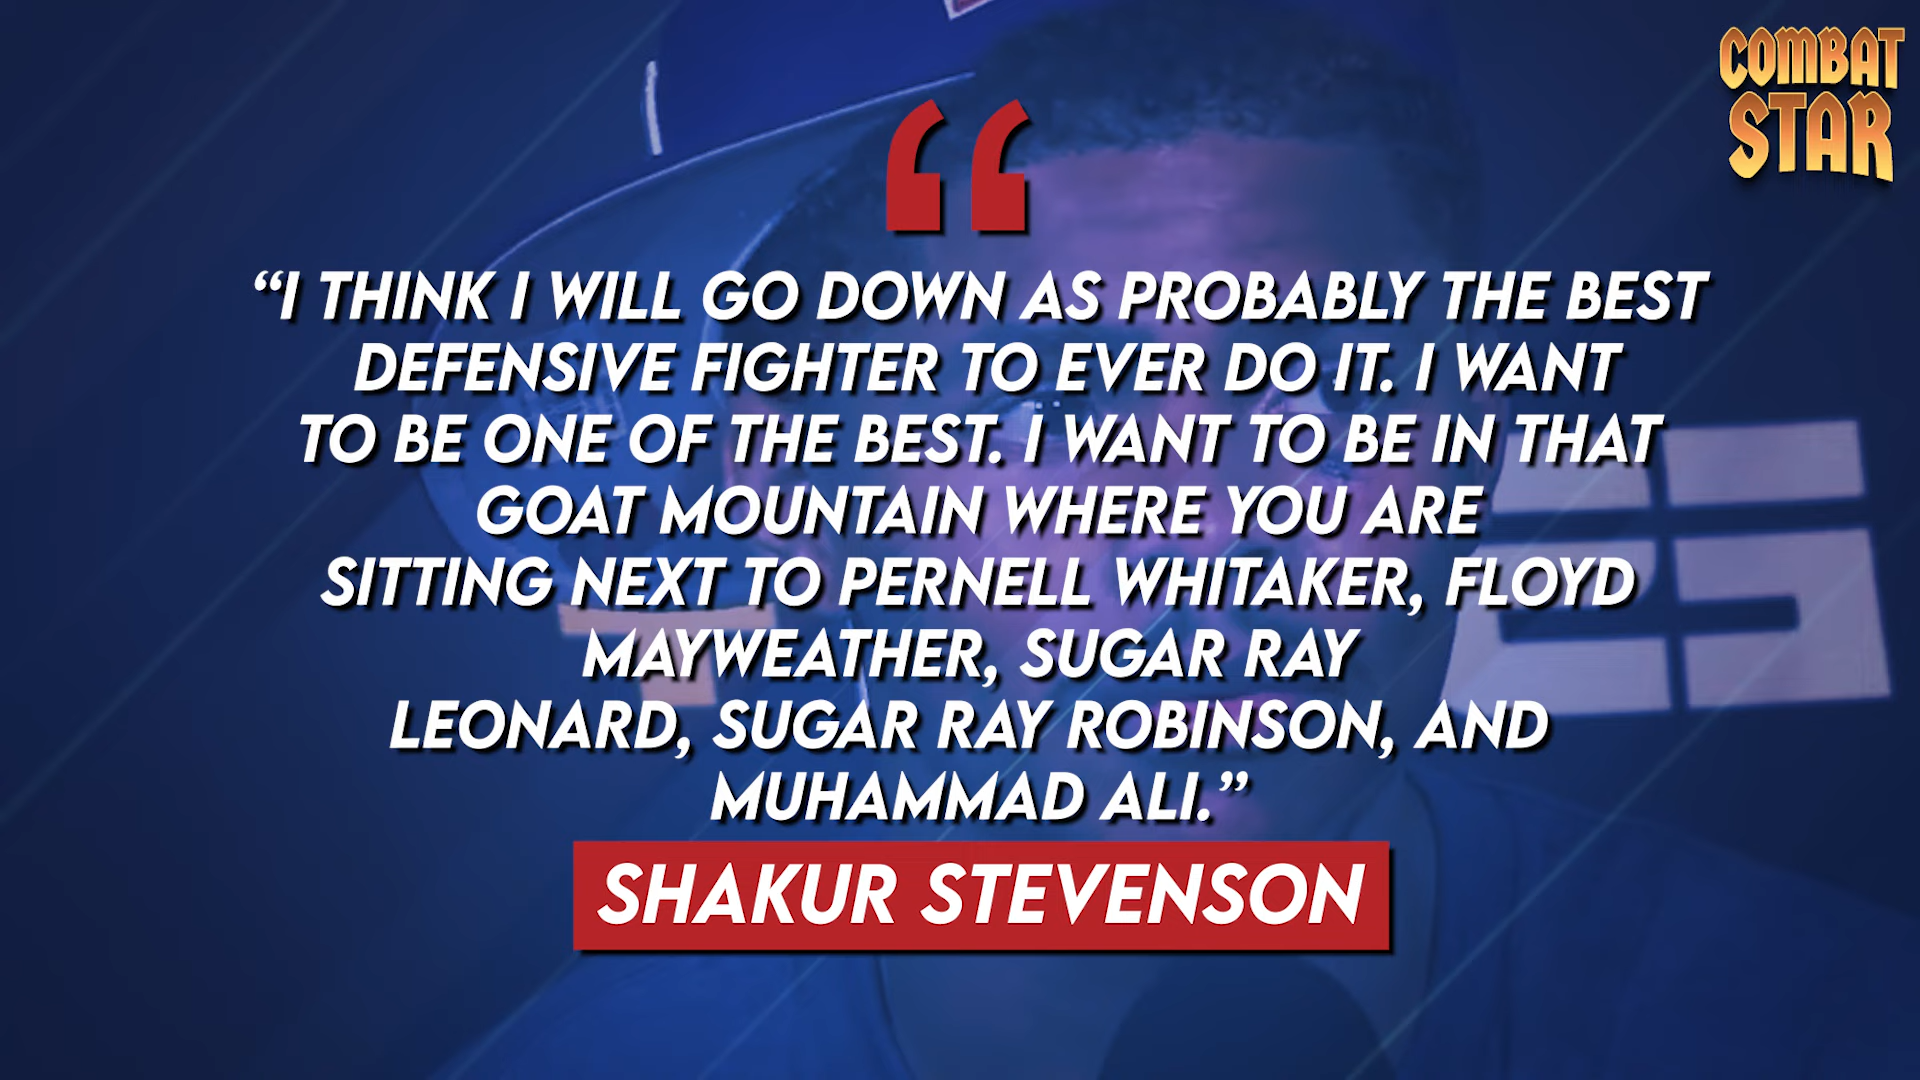 COMBAT
STAR
“I THINK I WILL GO DOWN AS PROBABLY THE BEST
DEFENSIVE FIGHTER TO EVER DO IT. I WANT
TO BE ONE OF THE BEST. I WANT TO BE IN THAT
GOAT MOUNTAIN WHERE YOU ARE
SITTING NEXT TO PERNELL WHITAKER, FLOYD
MAYWEATHER, SUGAR RAY
LEONARD, SUGAR RAY ROBINSON, AND
MUHAMMAD ALI.”
SHAKUR STEVENSON